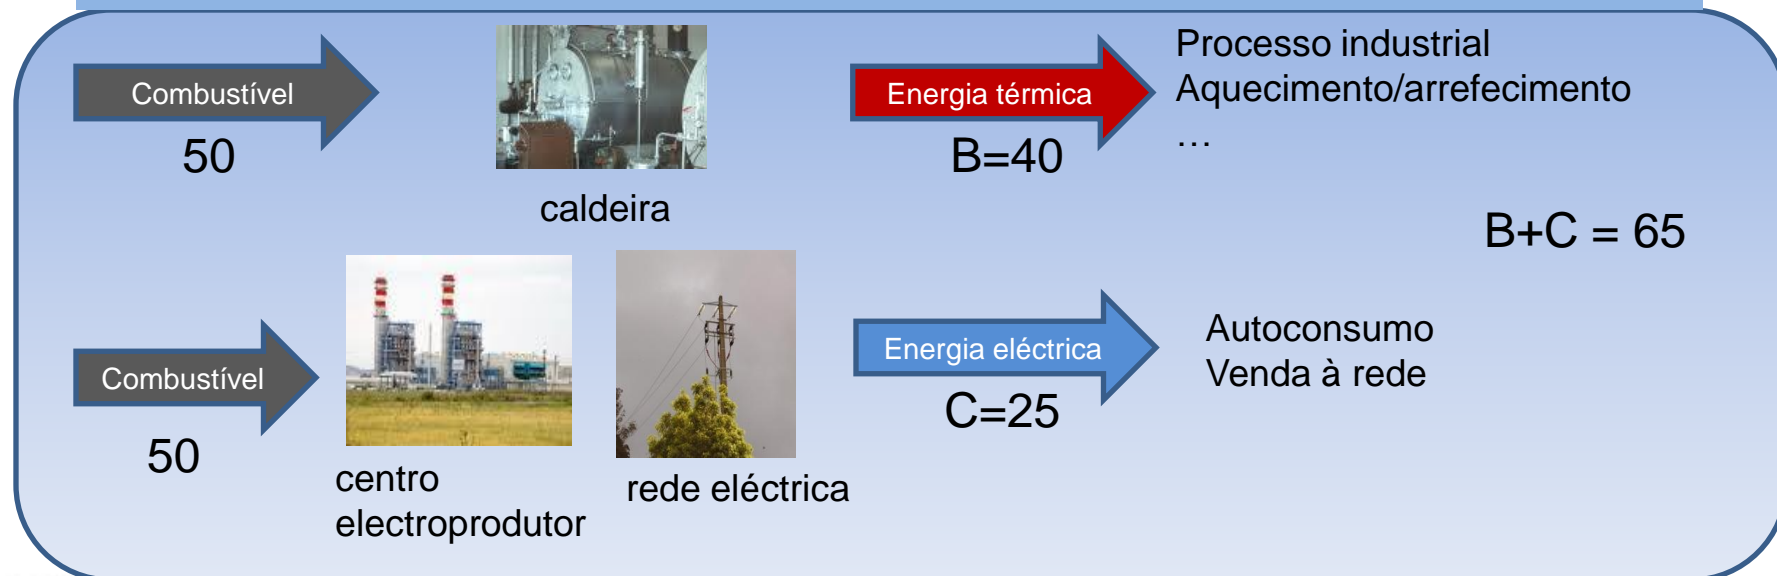 Combustível
50
caldeira
Energia térmica
B=40
Processo industrial
Aquecimento/arrefecimento
…
B+C = 65
Combustível
50
centro
electroprodutor
rede eléctrica
Energia eléctrica
C=25
Autoconsumo
Venda à rede